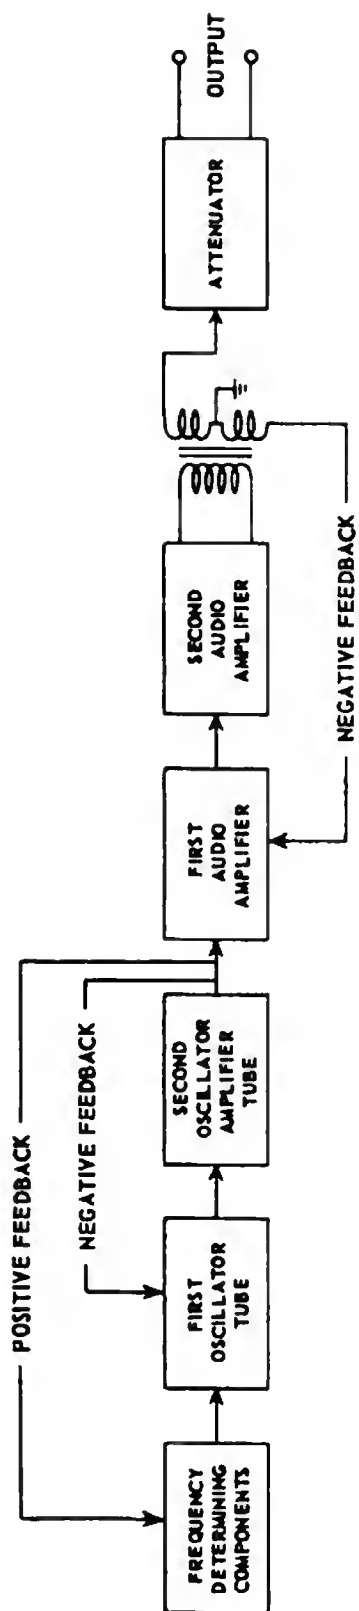 POSITIVE FEEDBACK
NEGATIVE FEEDBACK
FREQUENCY
DETERMINING
COMPONENTS
FIRST
OSCILLATOR
TUBE
SECOND
OSCILLATOR
AMPLIFIER
TUBE
FIRST
AUDIO
AMPLIFIER
SECOND
AUDIO
AMPLIFIER
NEGATIVE FEEDBACK
ATTENUATOR
OUTPUT